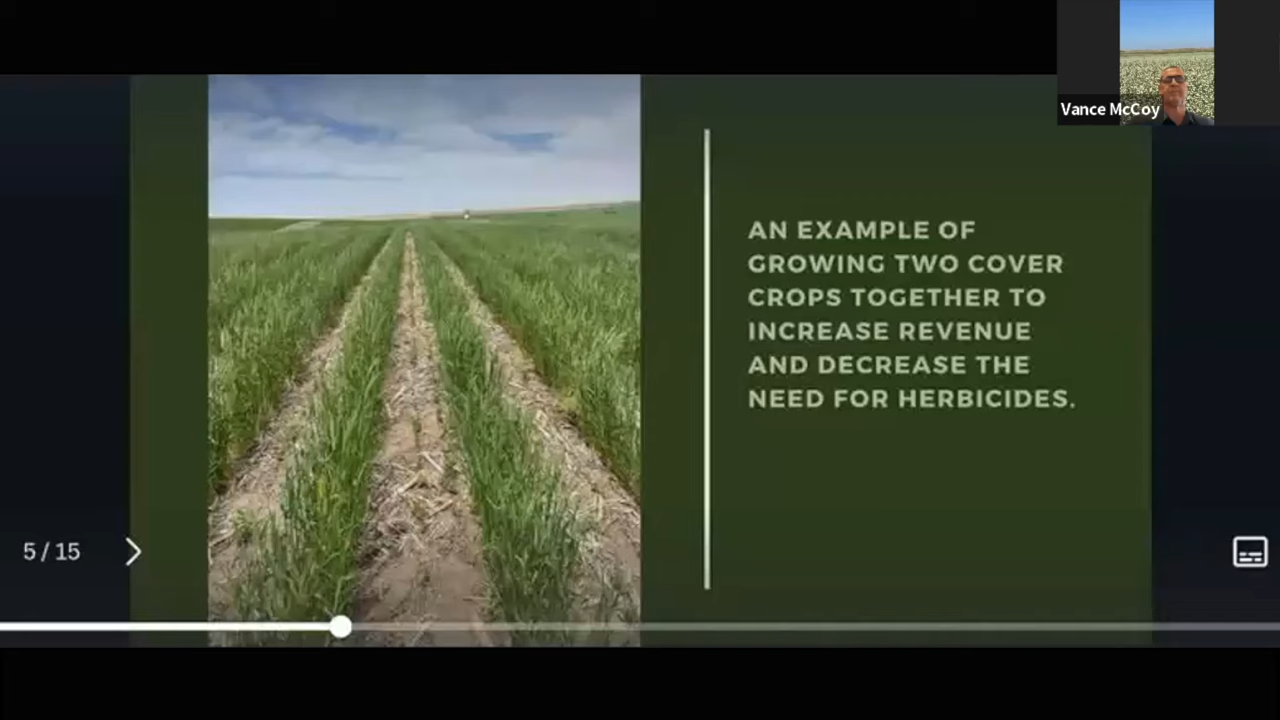 Vance McCoy
AN EXAMPLE OF
GROWING TWO COVER
CROPS TOGETHER TO
INCREASE REVENUE
AND DECREASE THE
NEED FOR HERBICIDES.
5 / 15